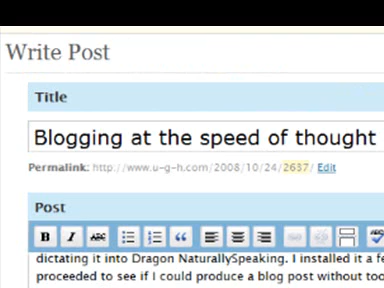 Write Post
Title
Blogging at the speed of thought
Permalink: http://www.u-g-h.com/2008/10/24/2637/ Edit
Post
B I ABC “ ABC
dictating it into Dragon NaturallySpeaking. I installed it a fe
proceeded to see if I could produce a blog post without too